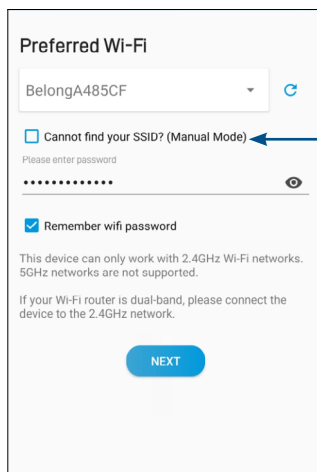 Preferred Wi-Fi
BelongA485CF
Cannot find your SSID? (Manual Mode)
Please enter password
•••••••••••••
Remember wifi password
This device can only work with 2.4GHz Wi-Fi networks.
5GHz networks are not supported.
If your Wi-Fi router is dual-band, please connect the
device to the 2.4GHz network.
NEXT